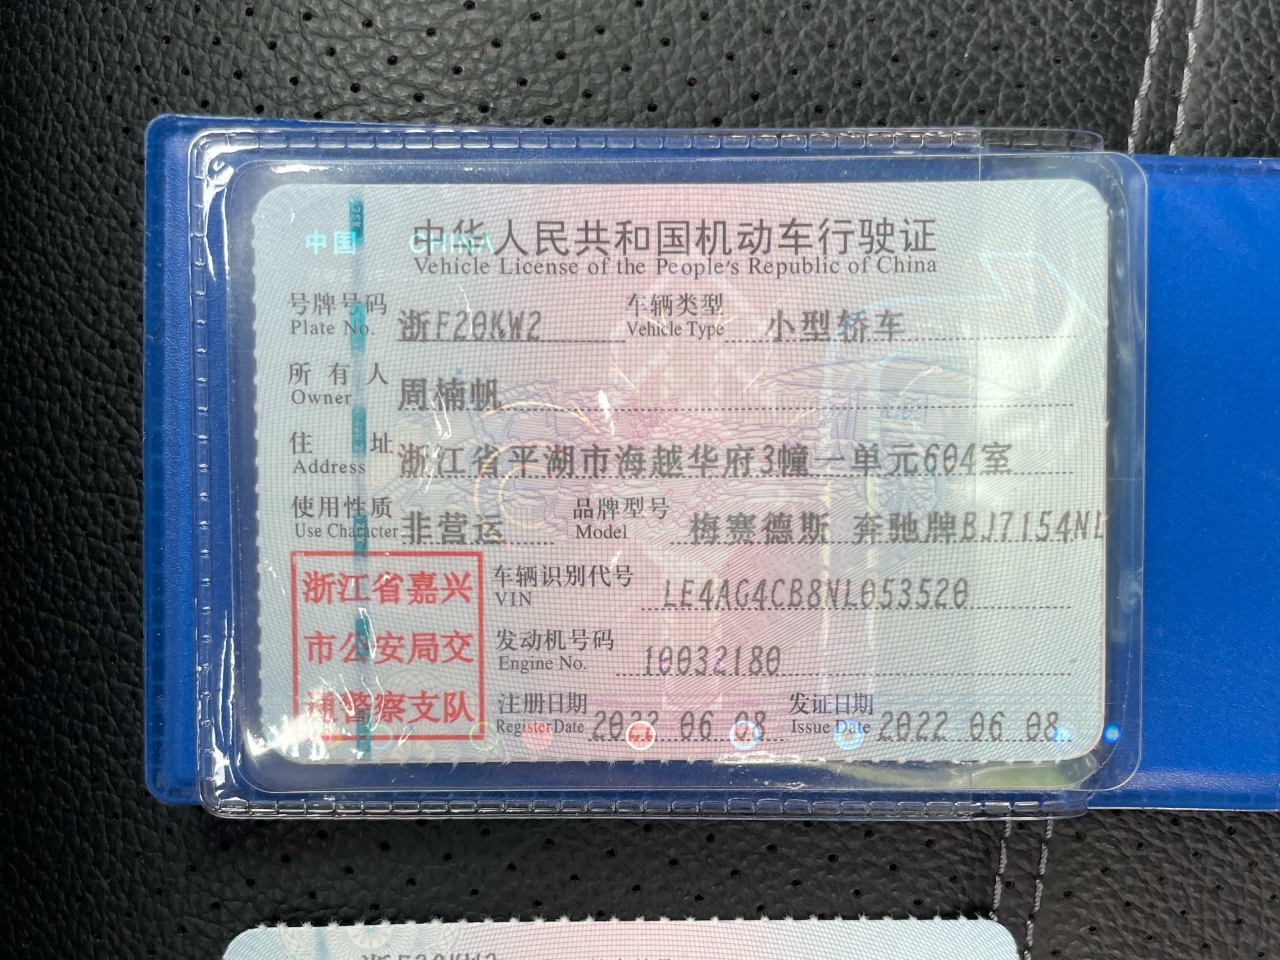 中国 CHINA
中华人民共和国机动车行驶证
Vehicle License of the People's Republic of China
号牌号码 浙F20KW2 车辆类型 小型轿车
Plate No. Vehicle Type
所有人 周楠帆
Owner
住址 浙江省平湖市海越华府3幢一单元604室
Address
使用性质 非营运 品牌型号 梅赛德斯 奔驰牌BJ7154NL
Use Character Model
浙江省嘉兴
市公安局交
通警察支队
车辆识别代号 LE4AG4CB8NL053520
VIN
发动机号码 10032180
Engine No.
注册日期 2022 06 08 发证日期 2022 06 08
Register Date Issue Date
浙F20KW2